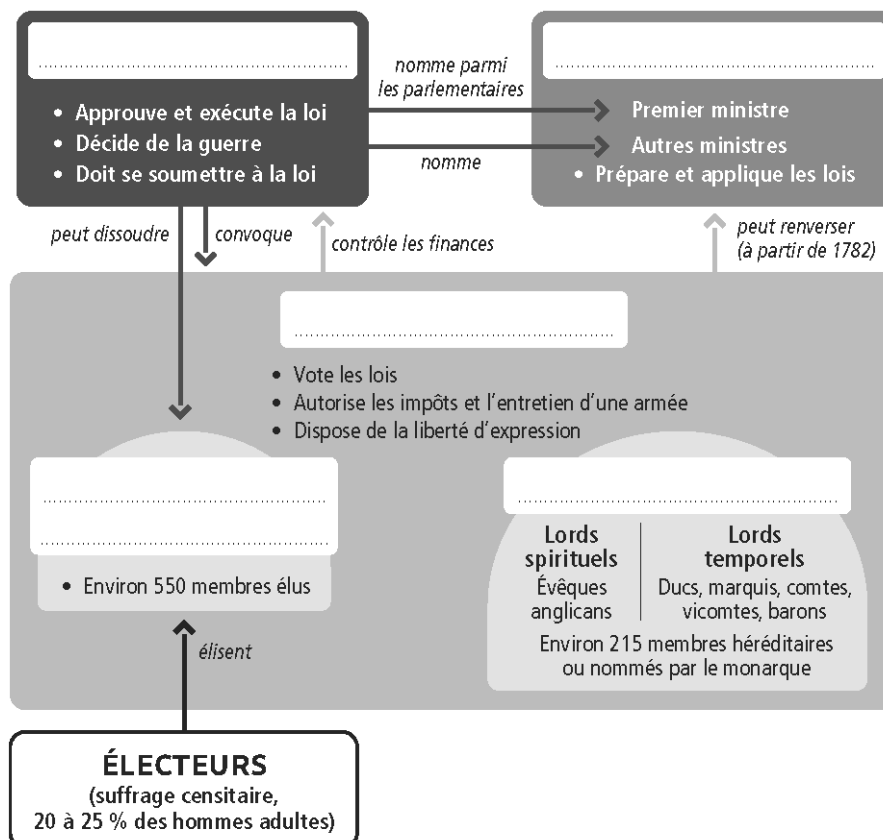 • Approuve et exécute la loi
• Décide de la guerre
• Doit se soumettre à la loi
nomme parmi
les parlementaires
nomme
Premier ministre
Autres ministres
• Prépare et applique les lois
peut dissoudre
convoque
contrôle les finances
peut renverser
(à partir de 1782)
• Vote les lois
• Autorise les impôts et l'entretien d'une armée
• Dispose de la liberté d'expression
• Environ 550 membres élus
Lords
spirituels
Évêques
anglicans
Lords
temporels
Ducs, marquis, comtes,
vicomtes, barons
Environ 215 membres héréditaires
ou nommés par le monarque
élisent
ÉLECTEURS
(suffrage censitaire,
20 à 25 % des hommes adultes)